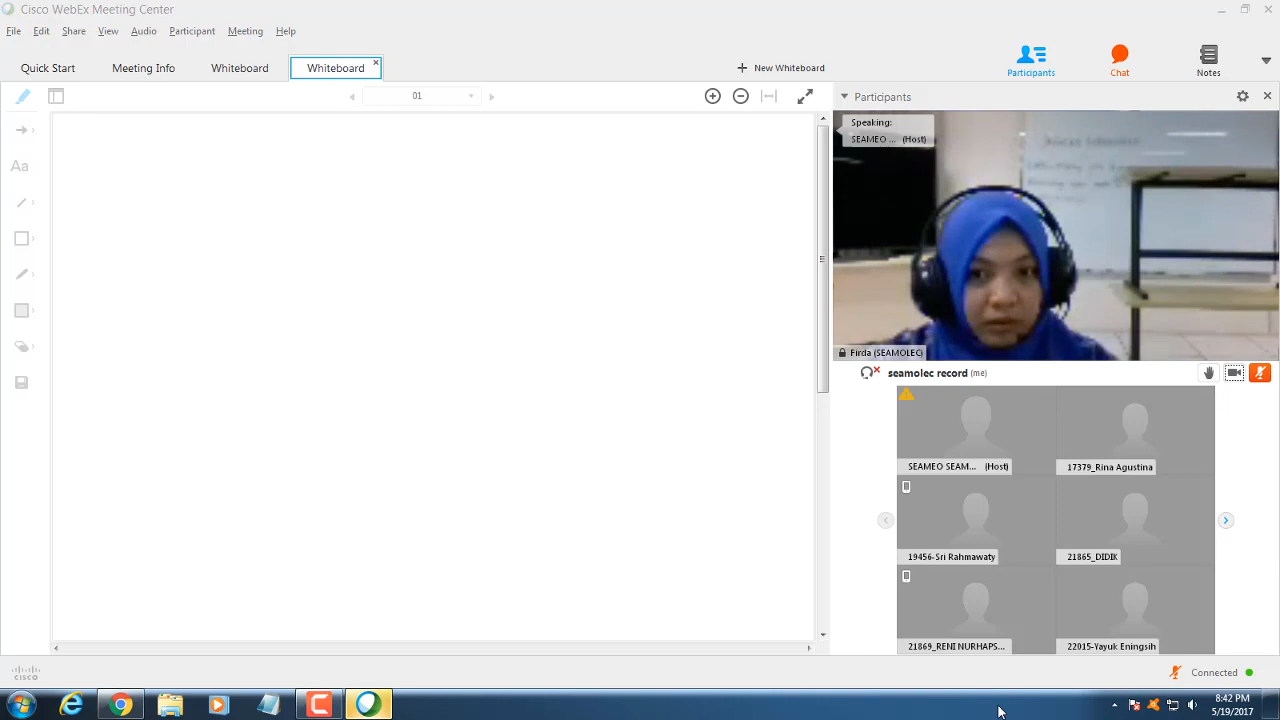 Cisco WebEx Meeting Center
File Edit Share View Audio Participant Meeting Help
Quick Start Meeting Info Whiteboard Whiteboard New Whiteboard Participants Chat Notes
01
Aa
Participants
Speaking:
SEAMEO ... (Host)
Firda (SEAMOLEC)
seamolec record (me)
SEAMEO SEAM... (Host) 17379_Rina Agustina
19456-Sri Rahmawaty 21865_DIDIK
21869_RENI NURHAPS... 22015-Yayuk Eningsih
cisco
Connected
8:42 PM
5/19/2017